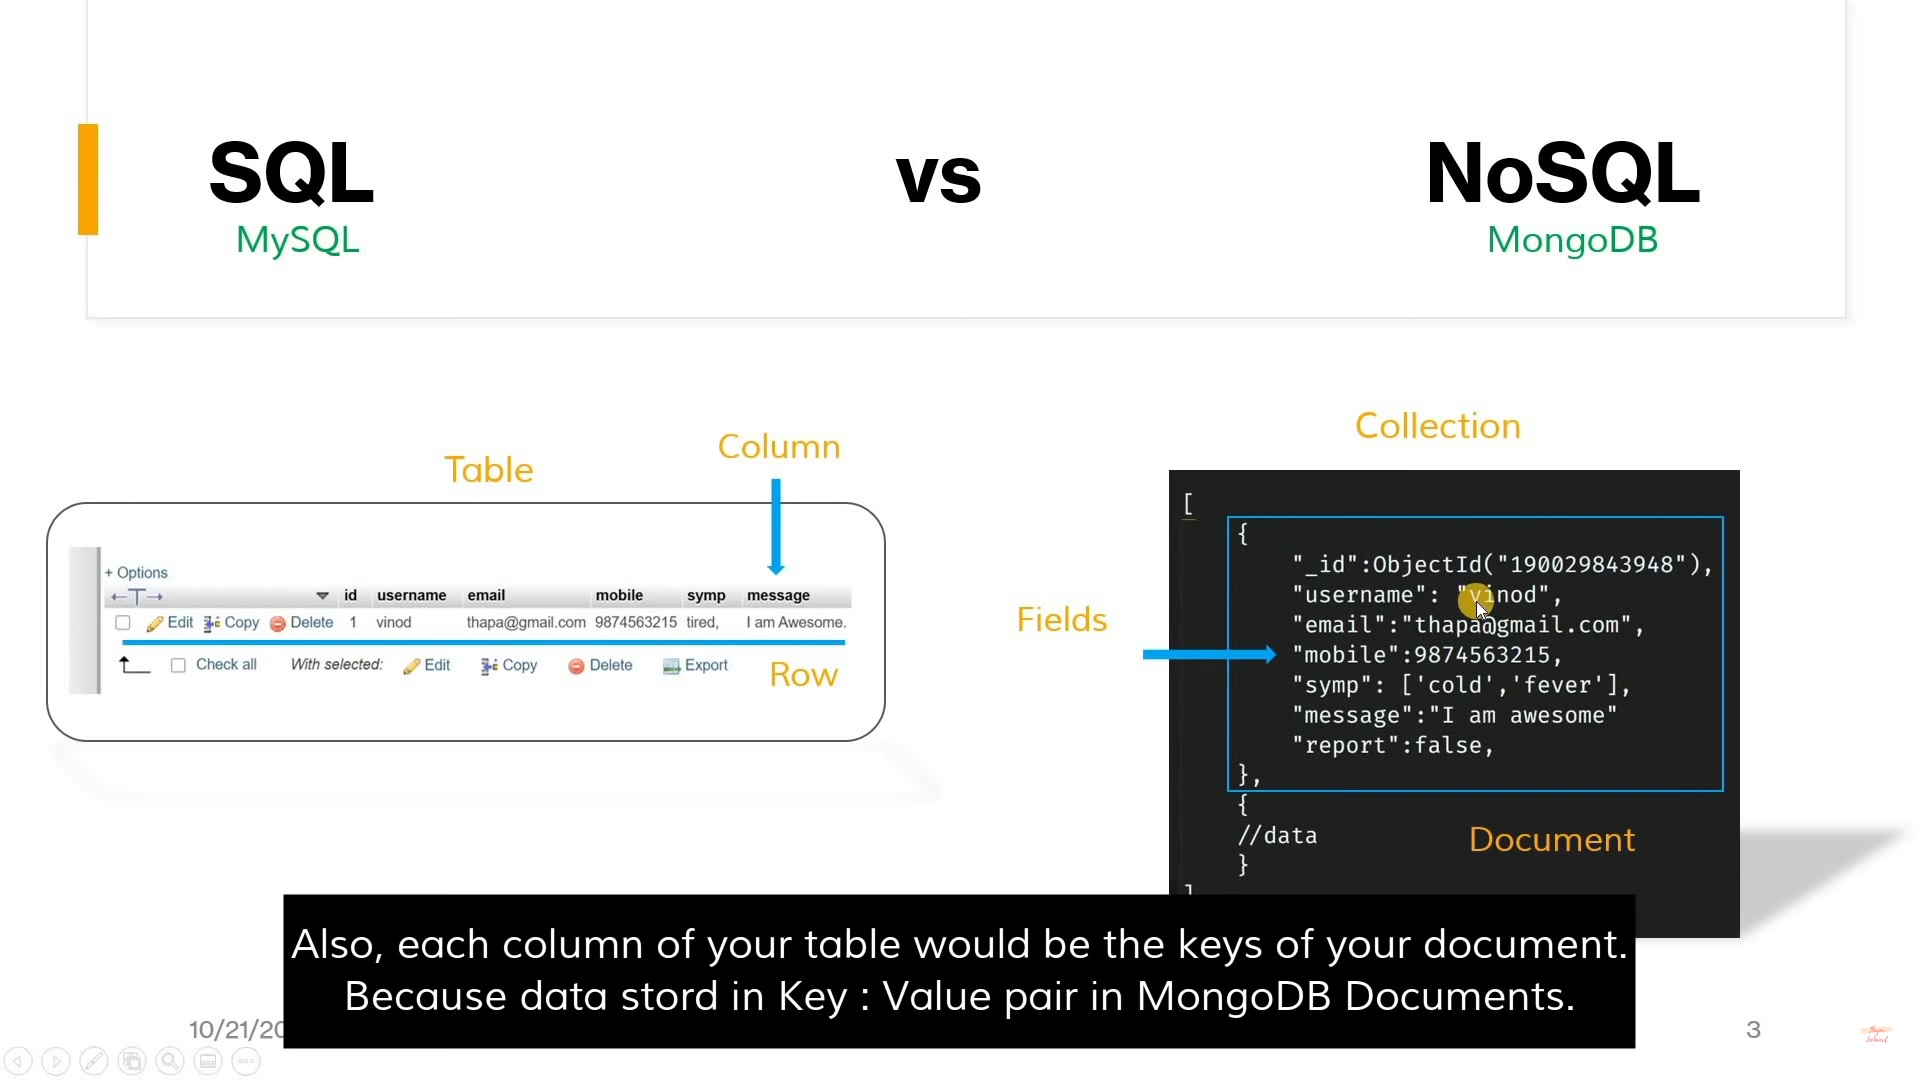 SQL vs NoSQL
MySQL MongoDB
Collection
Column
Table
+ Options
←T→ id username email mobile symp message
Edit Copy Delete 1 vinod thapa@gmail.com 9874563215 tired, I am Awesome.
Check all With selected: Edit Copy Delete Export
Row
Fields
[
{
"_id":ObjectId("190029843948"),
"username": "vinod",
"email":"thapa@gmail.com",
"mobile":9874563215,
"symp": ['cold','fever'],
"message":"I am awesome"
"report":false,
},
{
//data
}
]
Document
Also, each column of your table would be the keys of your document.
Because data stord in Key : Value pair in MongoDB Documents.
10/21/20
3